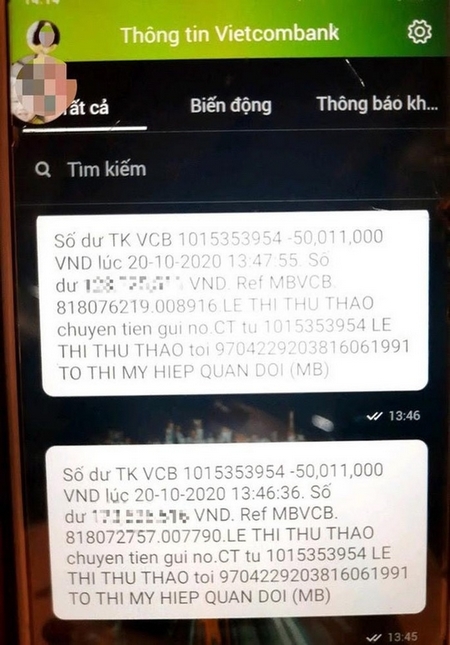 14:14
Thông tin Vietcombank
Tất cả Biến động Thông báo kh...
Tìm kiếm
Số dư TK VCB 1015353954 -50,011,000
VND lúc 20-10-2020 13:47:55. Số
dư VND. Ref MBVCB.
818076219.008916.LE THI THU THAO
chuyen tien gui no.CT tu 1015353954 LE
THI THU THAO toi 9704229203816061991
TO THI MY HIEP QUAN DOI (MB)
13:46
Số dư TK VCB 1015353954 -50,011,000
VND lúc 20-10-2020 13:46:36. Số
dư VND. Ref MBVCB.
818072757.007790.LE THI THU THAO
chuyen tien gui no.CT tu 1015353954 LE
THI THU THAO toi 9704229203816061991
TO THI MY HIEP QUAN DOI (MB)
13:45